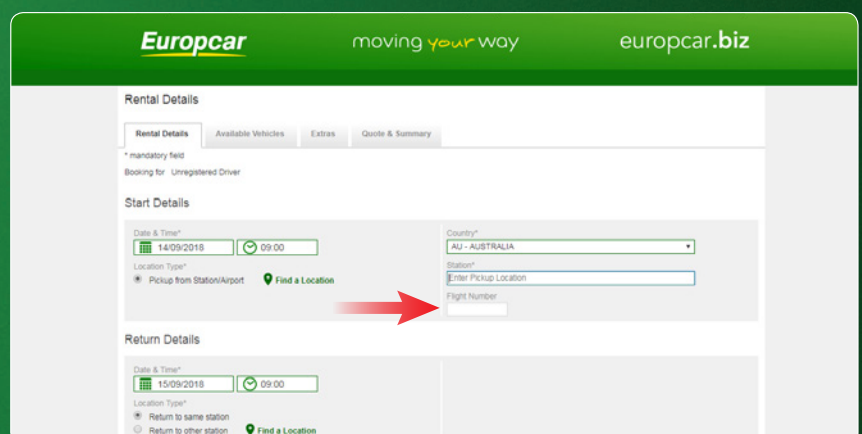 Europcar
moving your way
europcar.biz
Rental Details
Rental Details
Available Vehicles
Extras
Quote & Summary
* mandatory field
Booking for Unregistered Driver
Start Details
Date & Time*
14/09/2018
09:00
Location Type*
Pickup from Station/Airport
Find a Location
Country*
AU - AUSTRALIA
Station*
Enter Pickup Location
Flight Number
Return Details
Date & Time*
15/09/2018
09:00
Location Type*
Return to same station
Return to other station
Find a Location